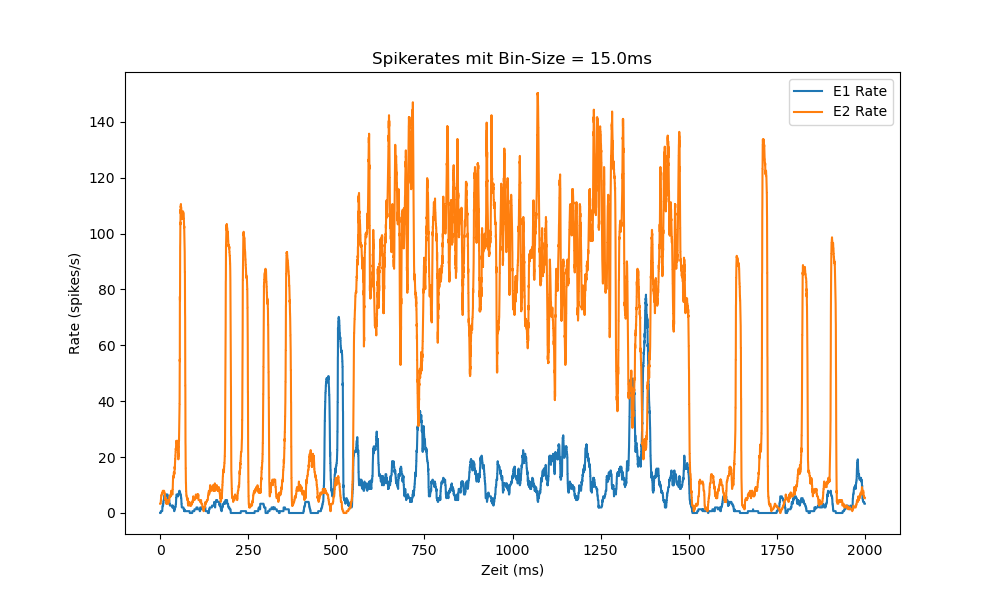 Spikerates mit Bin-Size = 15.0ms
E1 Rate
E2 Rate
140
120
100
80
60
40
20
0
Rate (spikes/s)
0 250 500 750 1000 1250 1500 1750 2000
Zeit (ms)